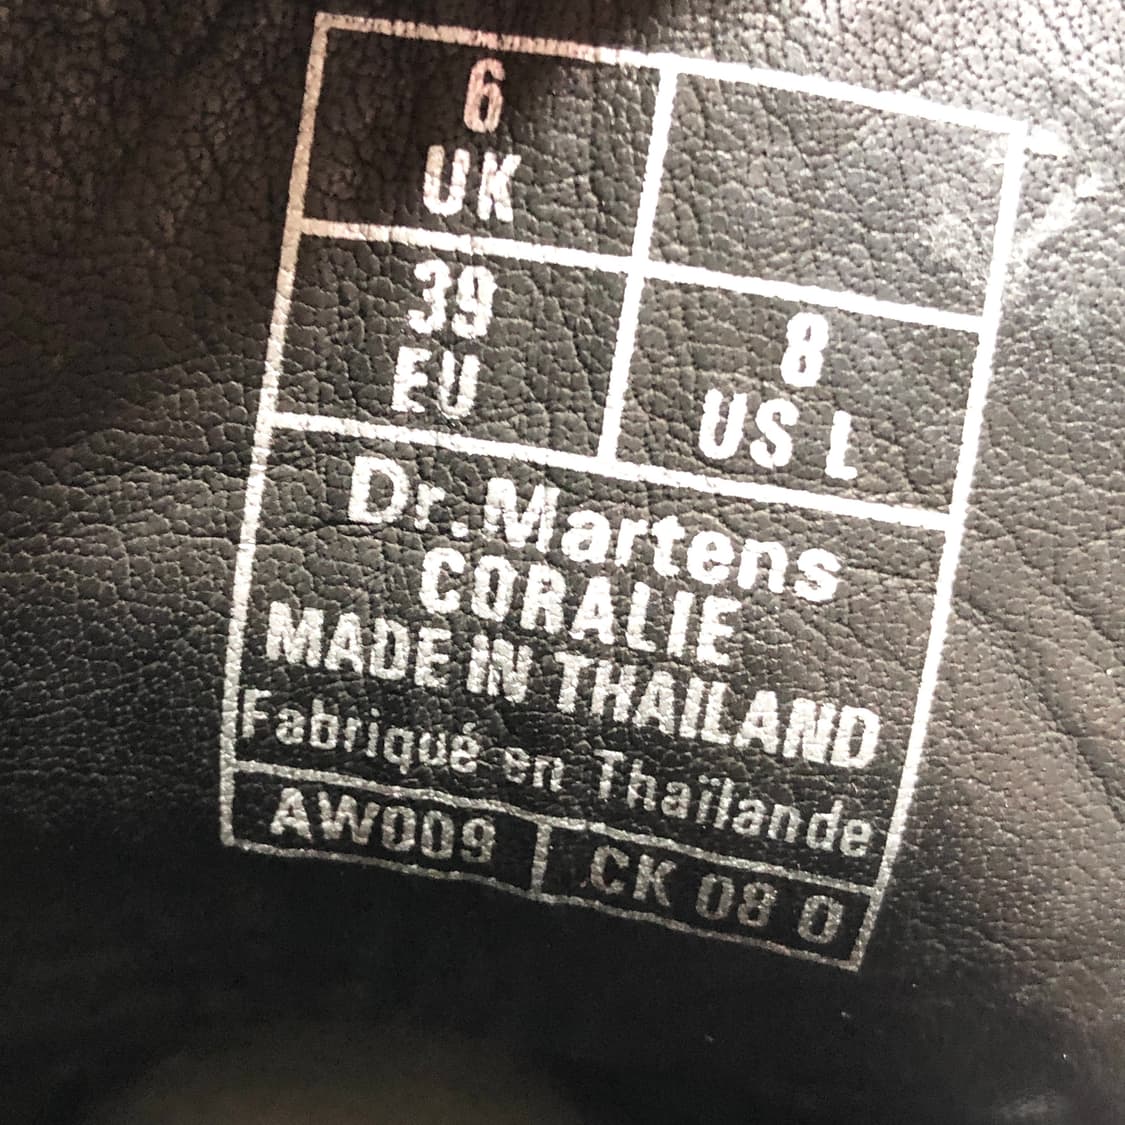 6
UK
39
EU
8
US L
Dr.Martens
CORALIE
MADE IN THAILAND
Fabriqué en Thaïlande
AW009
CK 08 0